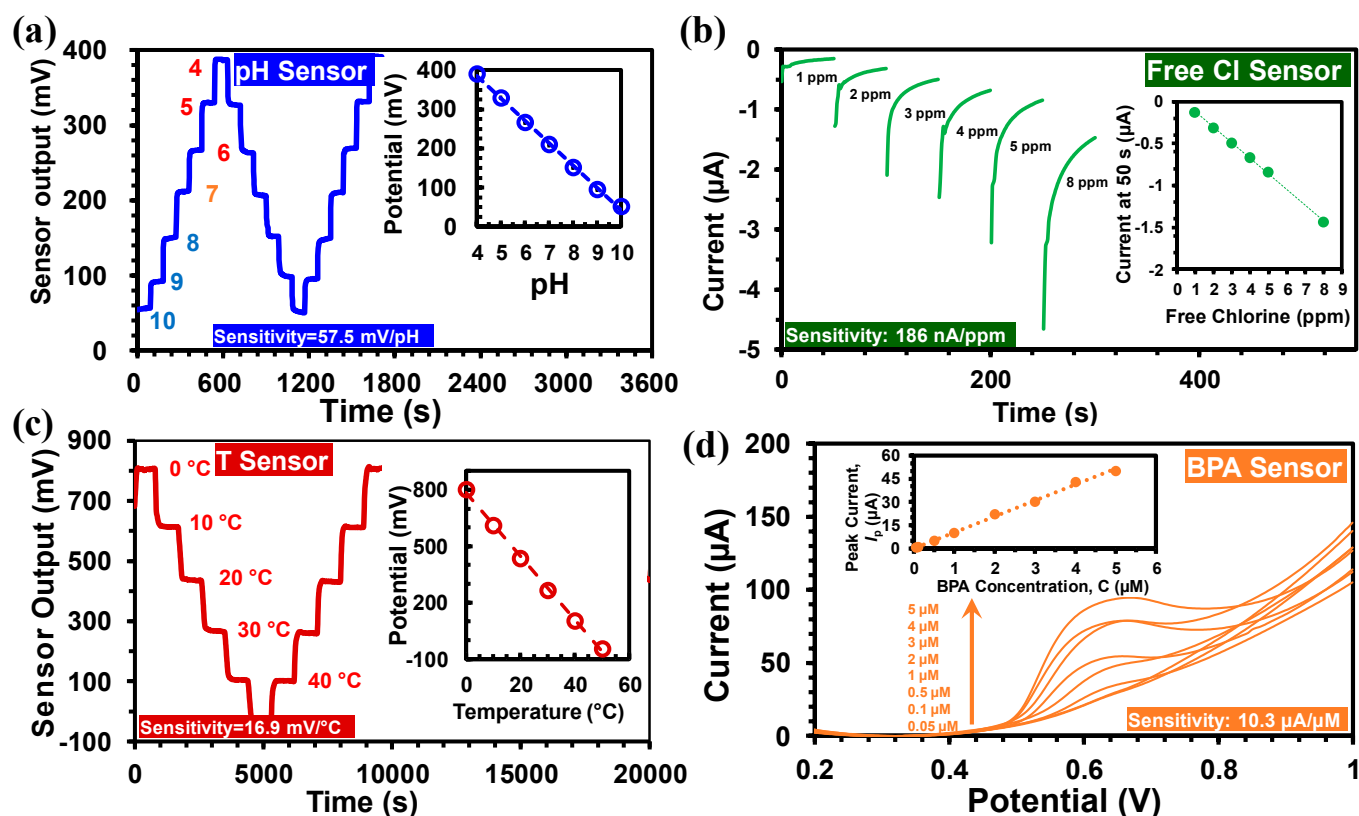 (a)
pH Sensor
Sensor output (mV)
400
300
200
100
0
4
5
6
7
8
9
10
Sensitivity=57.5 mV/pH
0
600
1200
1800
2400
3000
3600
Time (s)
Potential (mV)
400
300
200
100
0
4 5 6 7 8 9 10
pH
(b)
Free Cl Sensor
Current (µA)
0
-1
-2
-3
-4
-5
1 ppm
2 ppm
3 ppm
4 ppm
5 ppm
8 ppm
Sensitivity: 186 nA/ppm
0
200
400
Time (s)
Current at 50 s (µA)
0
-0.5
-1
-1.5
-2
0 1 2 3 4 5 6 7 8 9
Free Chlorine (ppm)
(c)
T Sensor
Sensor Output (mV)
900
700
500
300
100
-100
0 °C
10 °C
20 °C
30 °C
40 °C
Sensitivity=16.9 mV/°C
0
5000
10000
15000
20000
Time (s)
Potential (mV)
800
500
200
-100
0 20 40 60
Temperature (°C)
(d)
BPA Sensor
Current (µA)
200
150
100
50
0
Peak Current,
Ip (µA)
60
45
30
15
0
0 1 2 3 4 5 6
BPA Concentration, C (µM)
5 µM
4 µM
3 µM
2 µM
1 µM
0.5 µM
0.1 µM
0.05 µM
Sensitivity: 10.3 µA/µM
0.2
0.4
0.6
0.8
1
Potential (V)